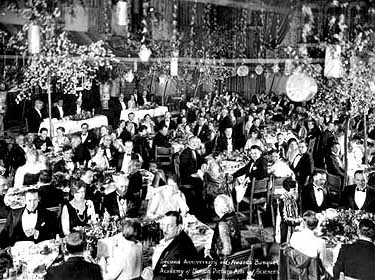 Second Anniversary and Awards Banquet
Academy of Motion Picture Arts and Sciences